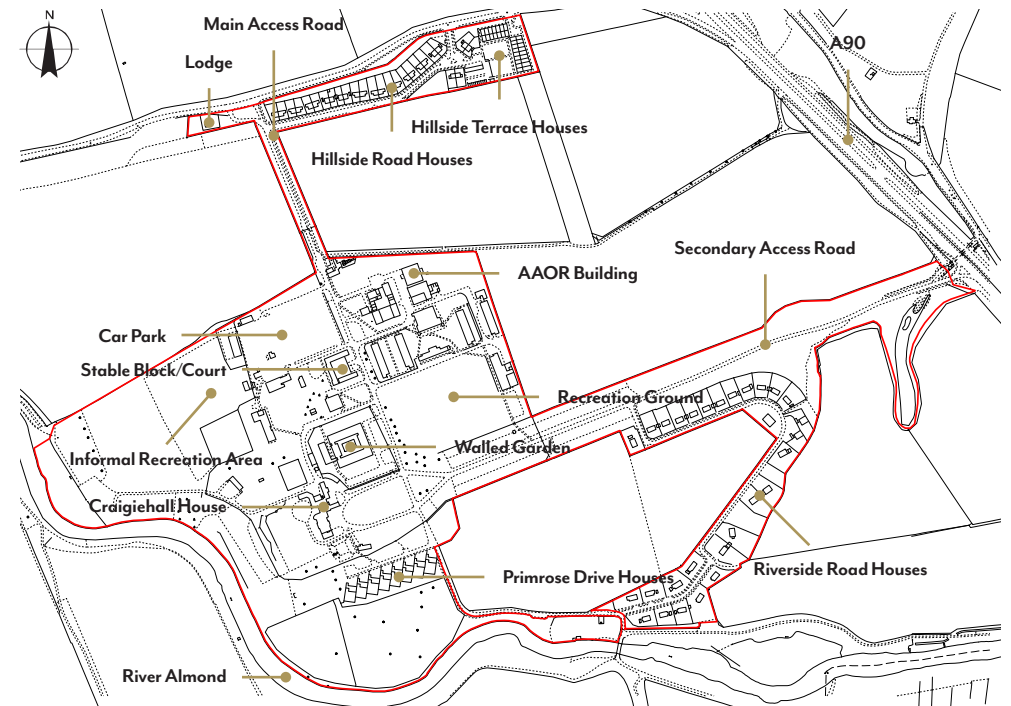 Main Access Road
N
A90
Lodge
Hillside Terrace Houses
Hillside Road Houses
Secondary Access Road
AAOR Building
Car Park
Stable Block/Court
Recreation Ground
Walled Garden
Informal Recreation Area
Craigiehall House
Riverside Road Houses
Primrose Drive Houses
River Almond